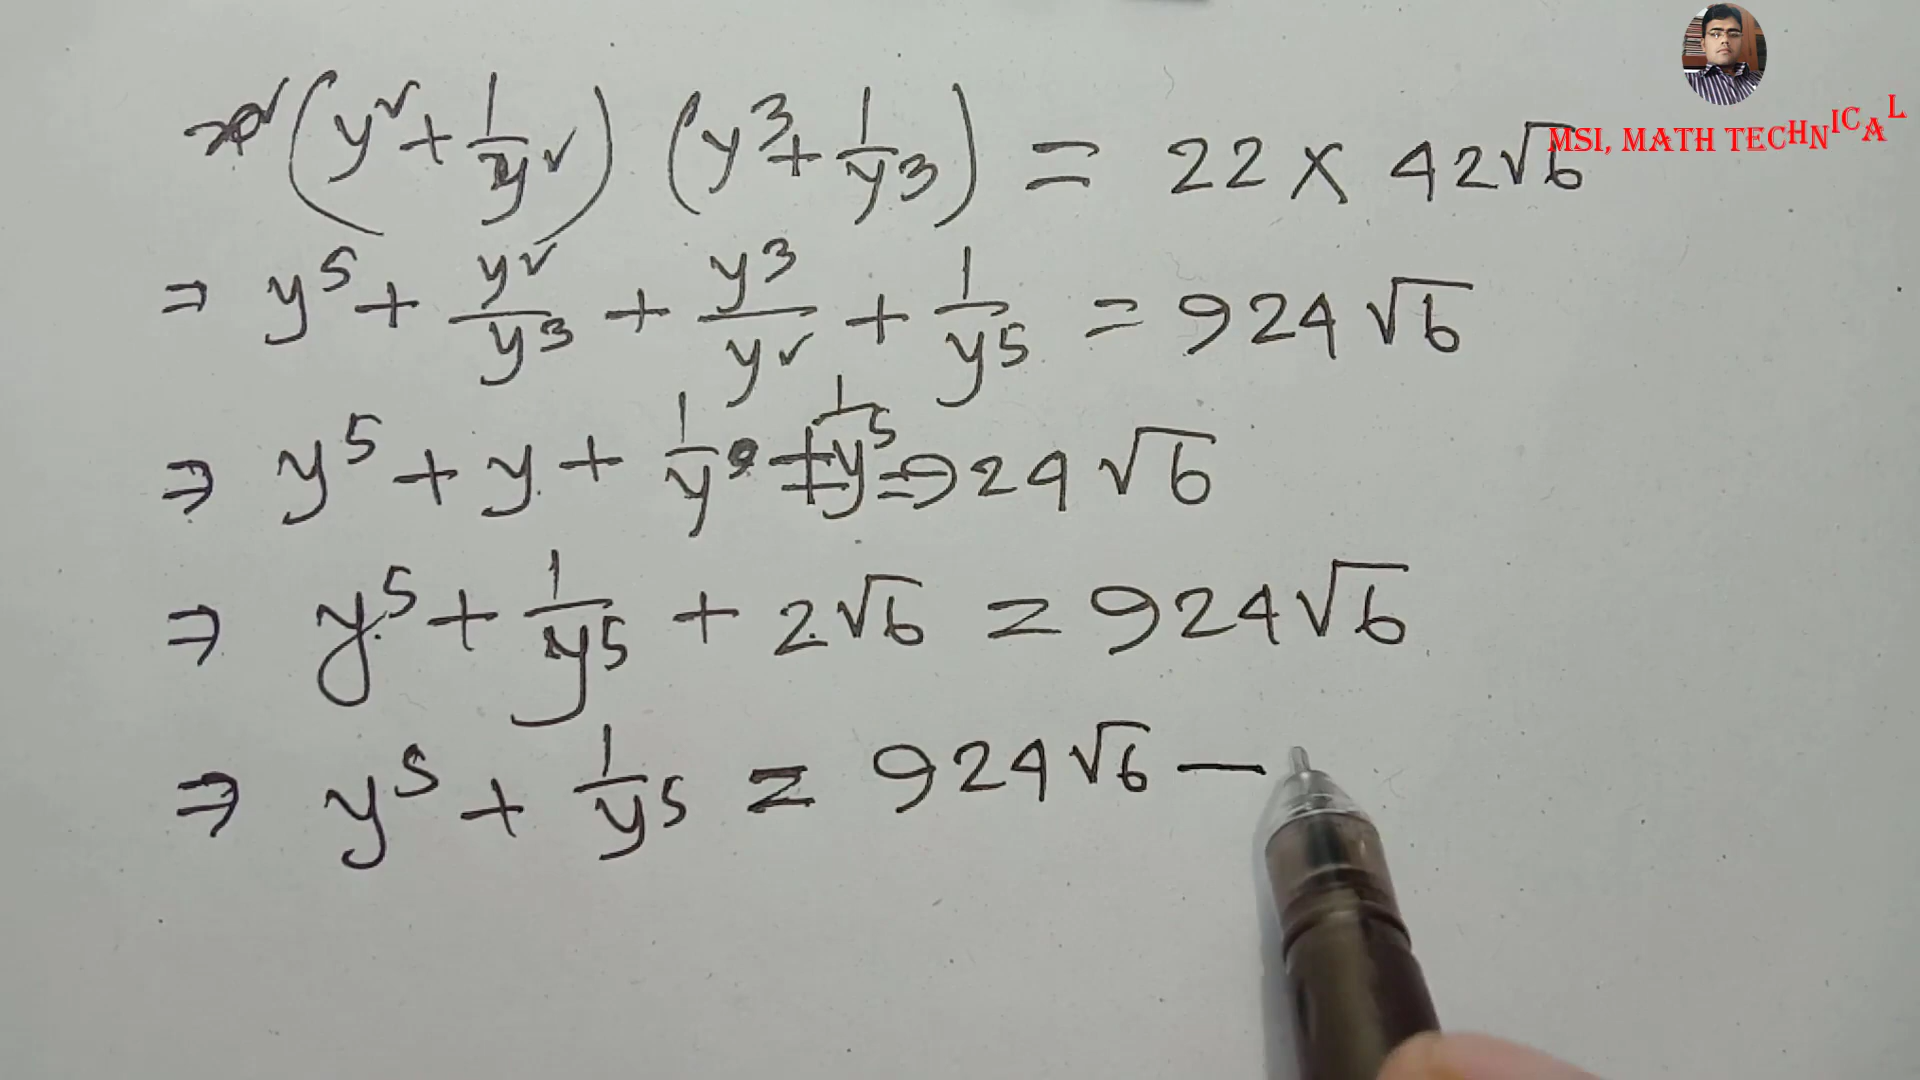 MSI, MATH TECHNICAL
(y² + 1/y²) (y³ + 1/y³) = 22 × 42√6
⇒ y⁵ + y²/y³ + y³/y² + 1/y⁵ = 924√6
⇒ y⁵ + y + 1/y + 1/y⁵ = 924√6
⇒ y⁵ + 1/y⁵ + 2√6 = 924√6
⇒ y⁵ + 1/y⁵ = 924√6 —